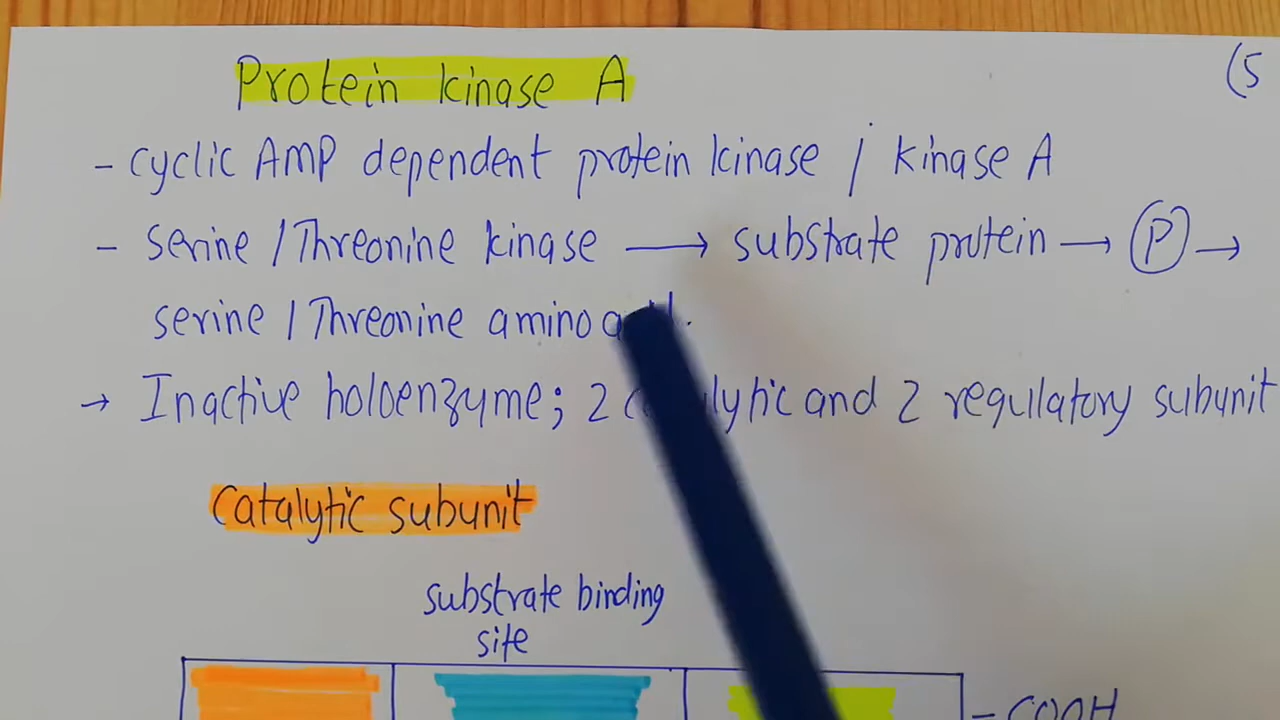 Protein kinase A
(5
- cyclic AMP dependent protein kinase / kinase A
- serine / Threonine kinase → substrate protein → P →
serine / Threonine amino
→ Inactive holoenzyme; 2 and 2 regulatory subunit
Catalytic subunit
substrate binding
site
- COOH